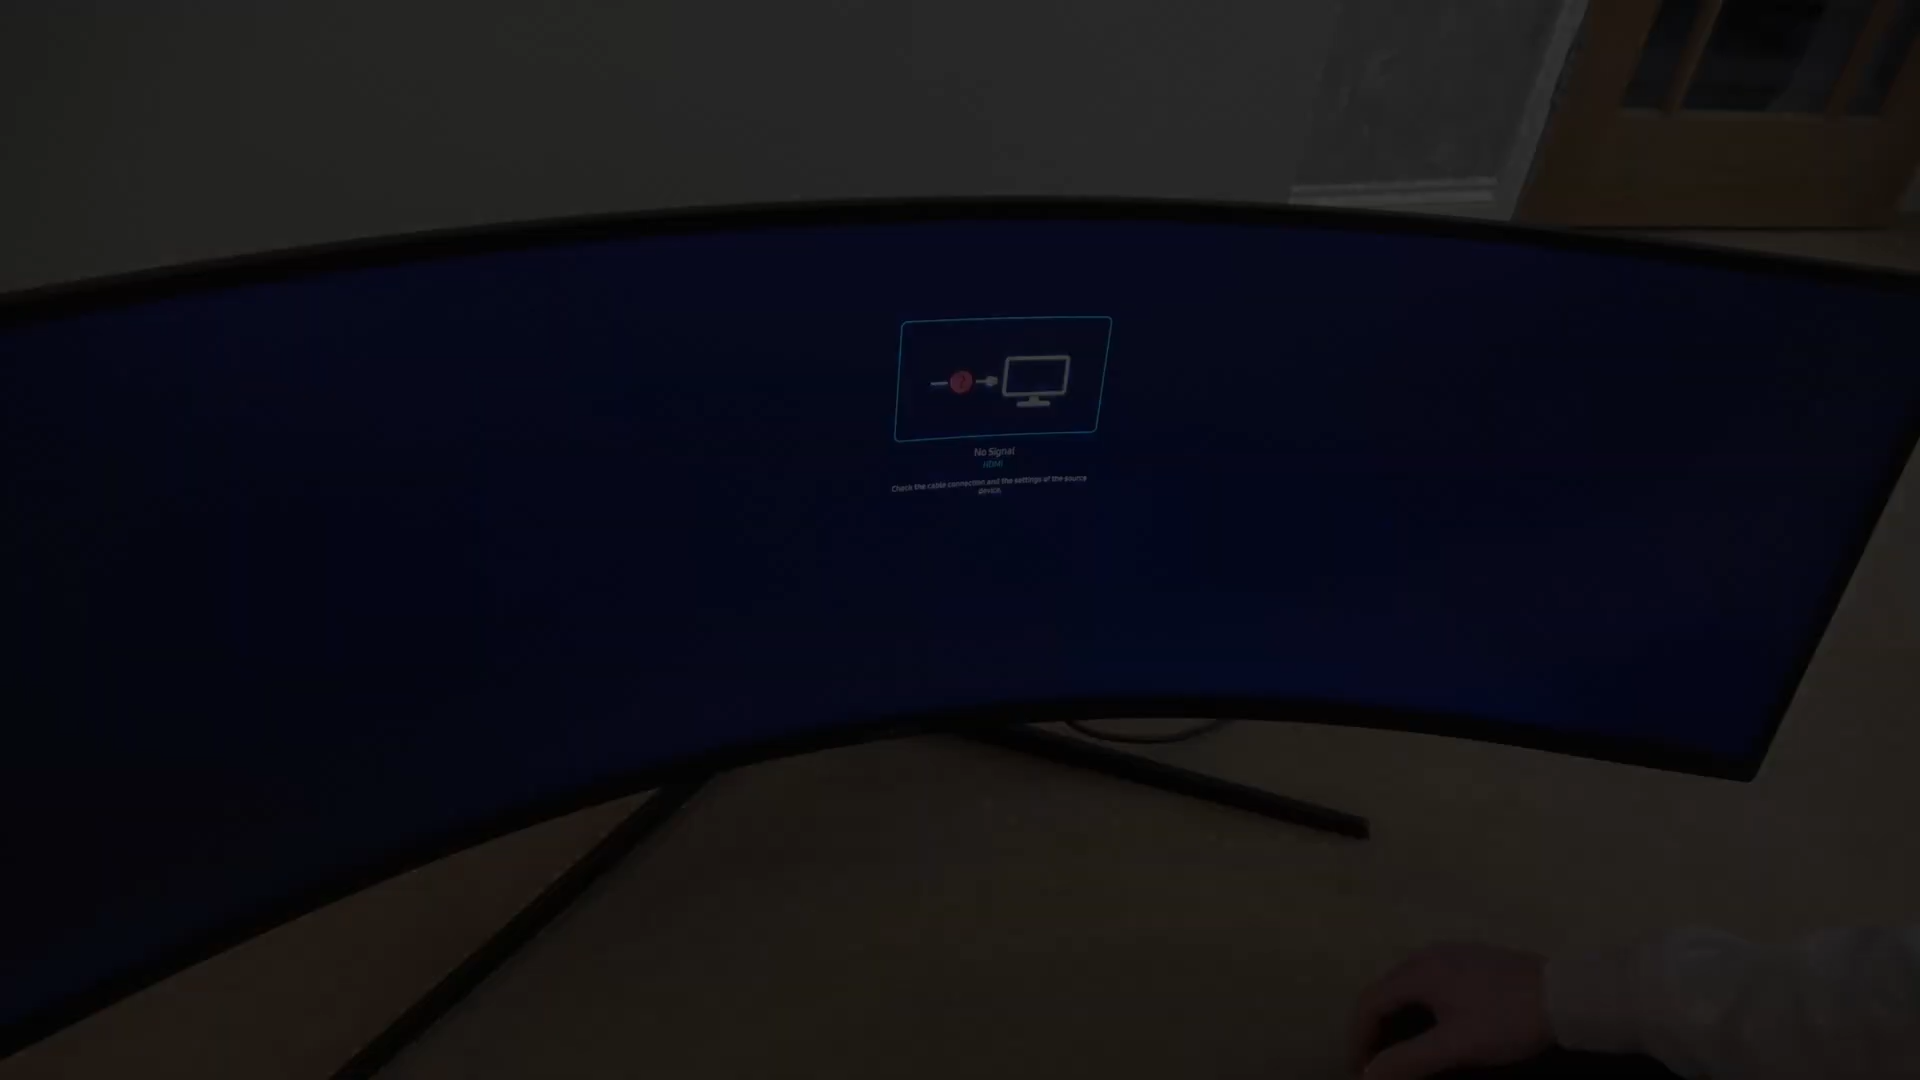 No Signal
HDMI
Check the cable connection and the settings of the source
device.